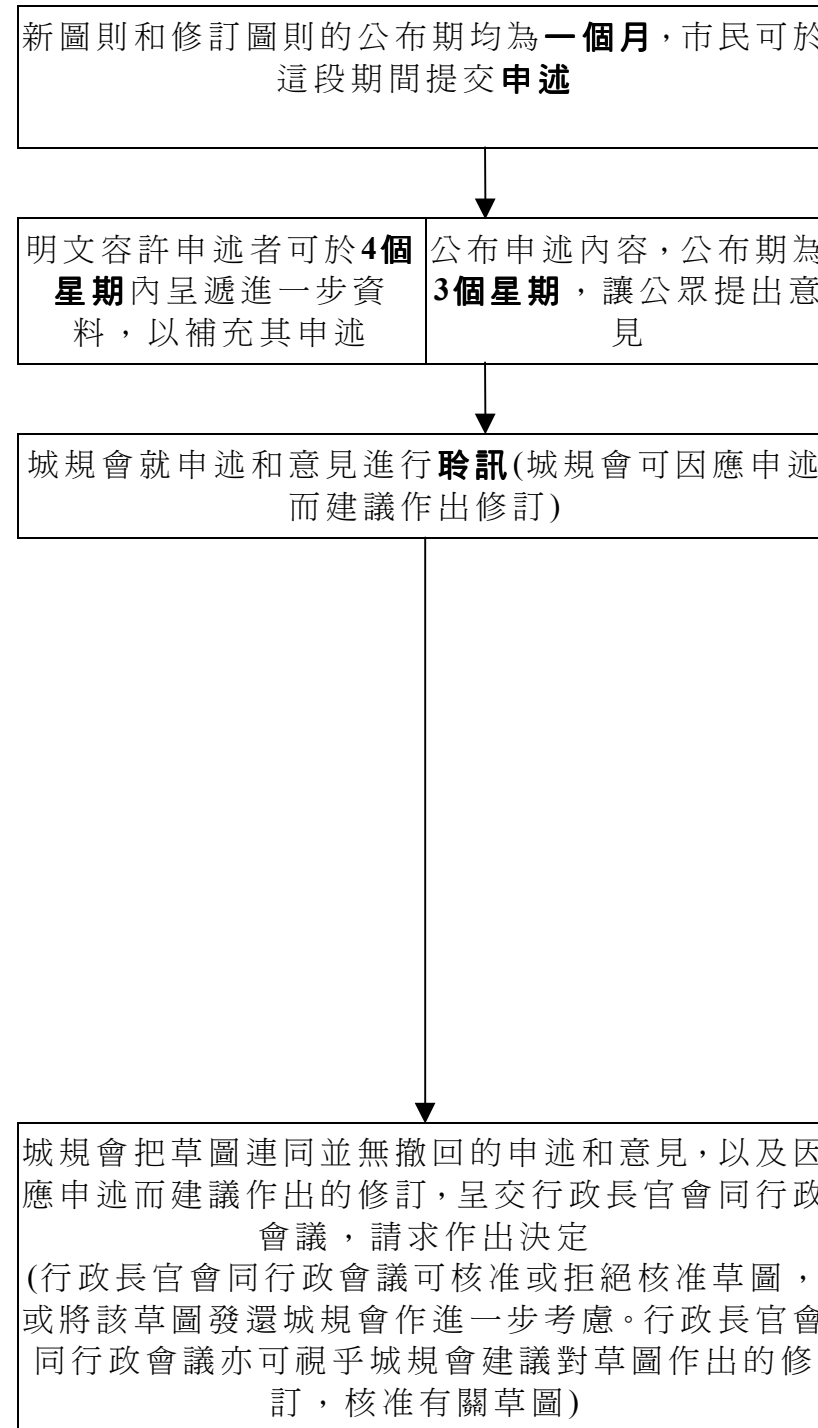 新圖則和修訂圖則的公布期均為一個月，市民可於
這段期間提交申述
明文容許申述者可於4個
星期內呈遞進一步資
料，以補充其申述
公布申述內容，公布期為
3個星期，讓公眾提出意
見
城規會就申述和意見進行聆訊(城規會可因應申述
而建議作出修訂)
城規會把草圖連同並無撤回的申述和意見，以及因
應申述而建議作出的修訂，呈交行政長官會同行政
會議，請求作出決定
(行政長官會同行政會議可核准或拒絕核准草圖，
或將該草圖發還城規會作進一步考慮。行政長官會
同行政會議亦可視乎城規會建議對草圖作出的修
訂，核准有關草圖)